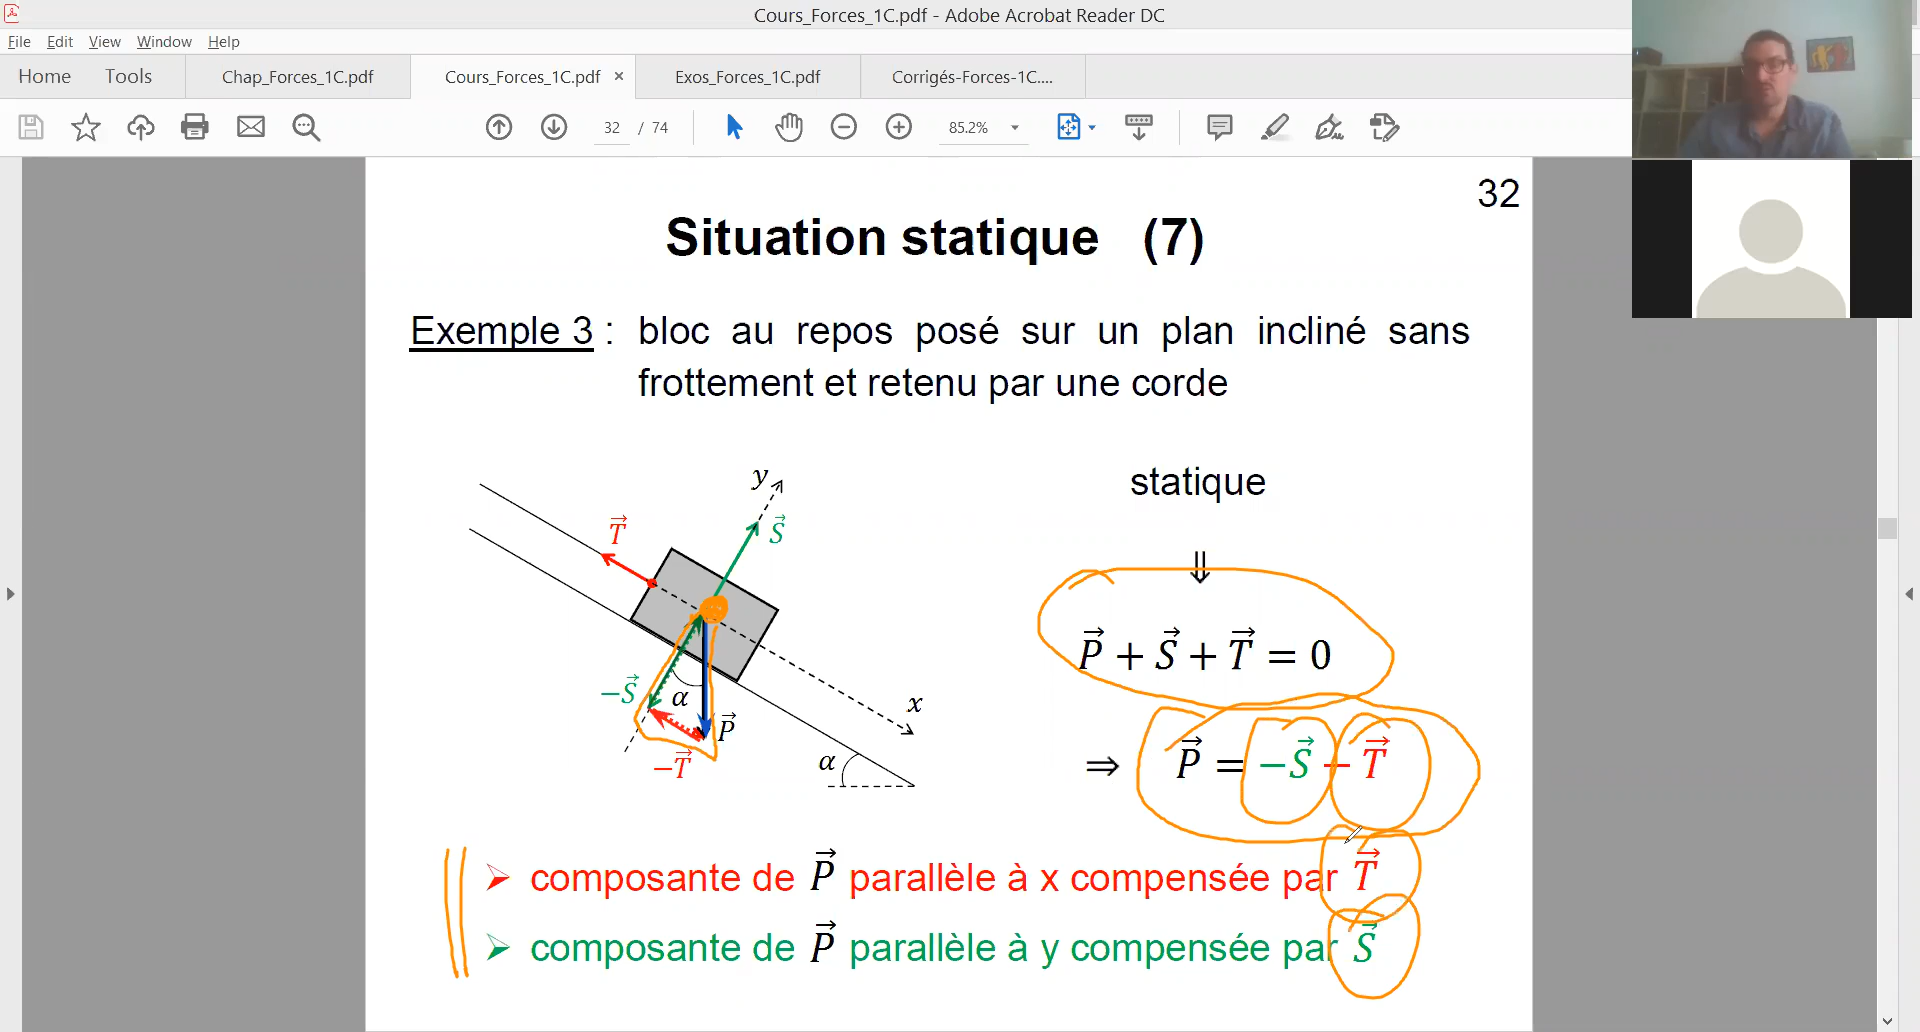 Cours_Forces_1C.pdf - Adobe Acrobat Reader DC
File Edit View Window Help
Home Tools Chap_Forces_1C.pdf Cours_Forces_1C.pdf × Exos_Forces_1C.pdf Corrigés-Forces-1C....
32 / 74 85.2%
32
Situation statique (7)
Exemple 3 : bloc au repos posé sur un plan incliné sans
frottement et retenu par une corde
y
S⃗
T⃗
−S⃗
α
P⃗
−T⃗
x
α
statique
⇓
P⃗ + S⃗ + T⃗ = 0
⇒ P⃗ = −S⃗ − T⃗
➢ composante de P⃗ parallèle à x compensée par T⃗
➢ composante de P⃗ parallèle à y compensée par S⃗